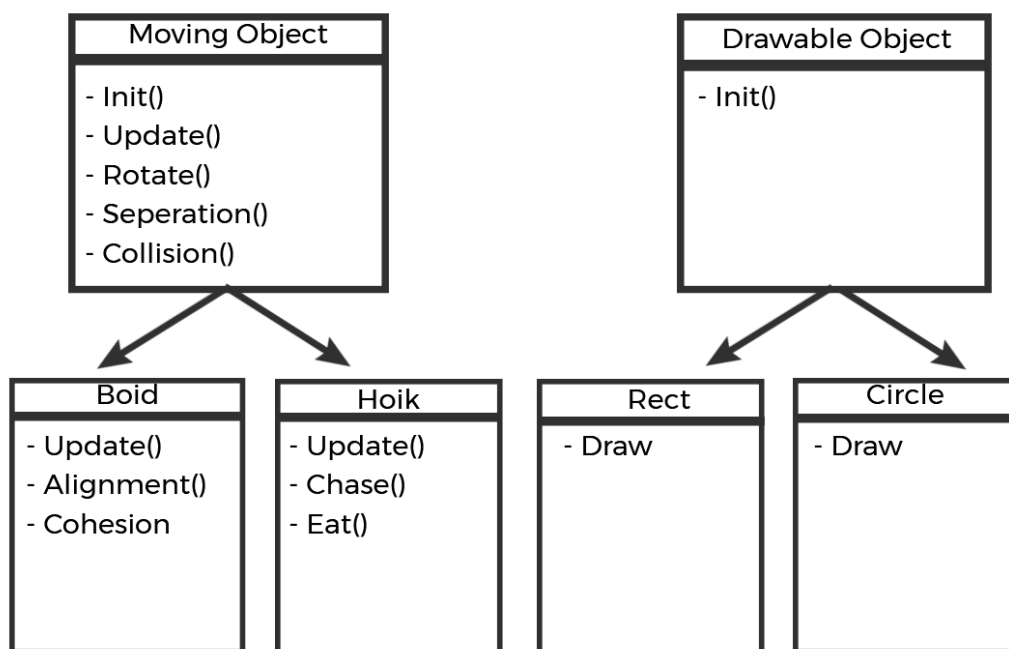 Moving Object
- Init()
- Update()
- Rotate()
- Seperation()
- Collision()
Drawable Object
- Init()
Boid
- Update()
- Alignment()
- Cohesion
Hoik
- Update()
- Chase()
- Eat()
Rect
- Draw
Circle
- Draw